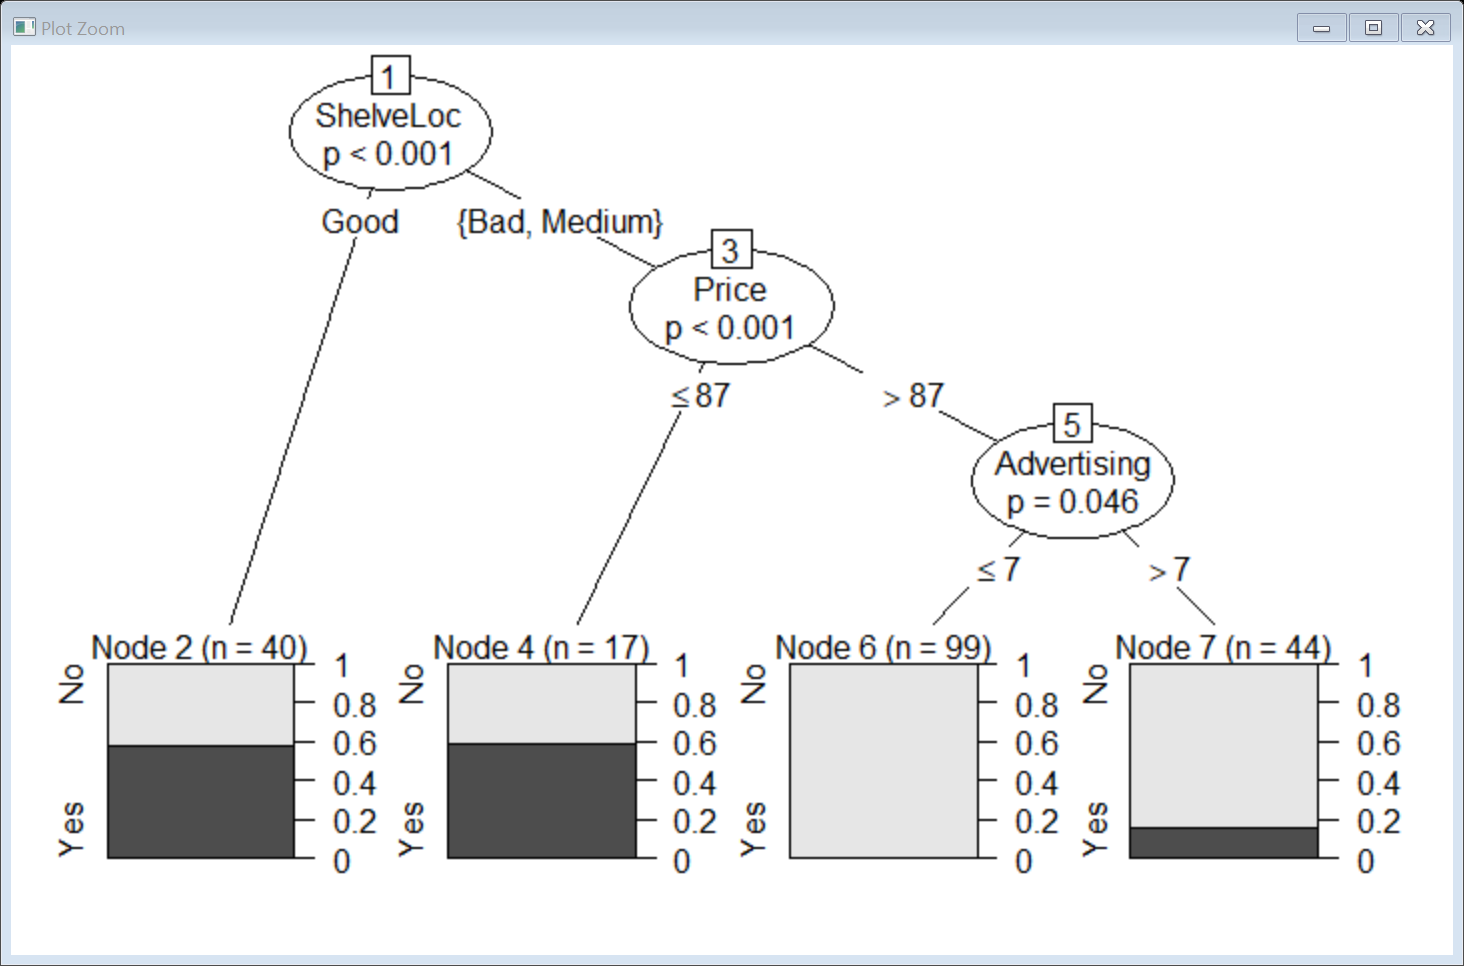 Plot Zoom
1
ShelveLoc
p < 0.001
Good
{Bad, Medium}
3
Price
p < 0.001
≤ 87
> 87
5
Advertising
p = 0.046
≤ 7
> 7
Node 2 (n = 40)
No
Yes
1
0.8
0.6
0.4
0.2
0
Node 4 (n = 17)
No
Yes
1
0.8
0.6
0.4
0.2
0
Node 6 (n = 99)
No
Yes
1
0.8
0.6
0.4
0.2
0
Node 7 (n = 44)
No
Yes
1
0.8
0.6
0.4
0.2
0